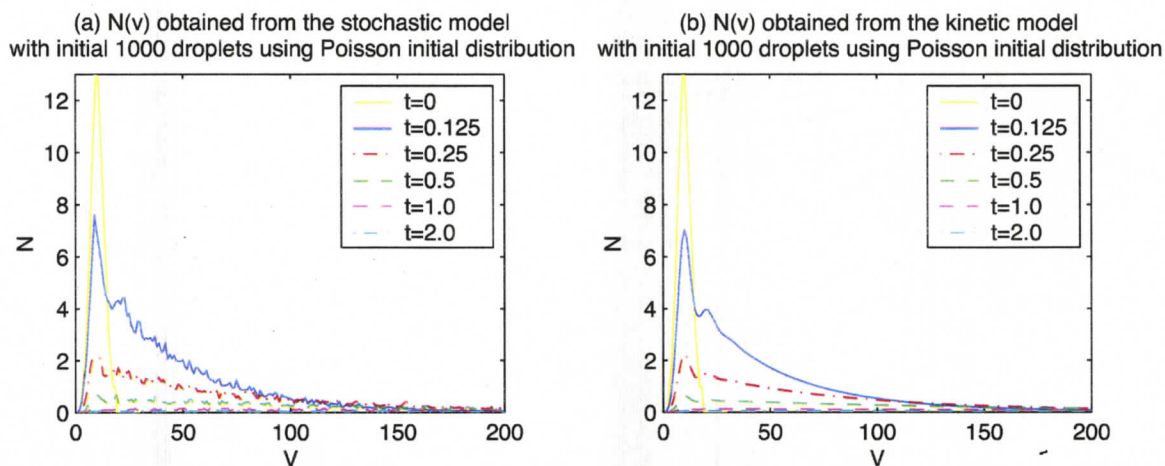 (a) N(v) obtained from the stochastic model
with initial 1000 droplets using Poisson initial distribution
12
10
8
6
4
2
0
N
0
50
100
150
200
V
t=0
t=0.125
t=0.25
t=0.5
t=1.0
t=2.0
(b) N(v) obtained from the kinetic model
with initial 1000 droplets using Poisson initial distribution
12
10
8
6
4
2
0
N
0
50
100
150
200
V
t=0
t=0.125
t=0.25
t=0.5
t=1.0
t=2.0